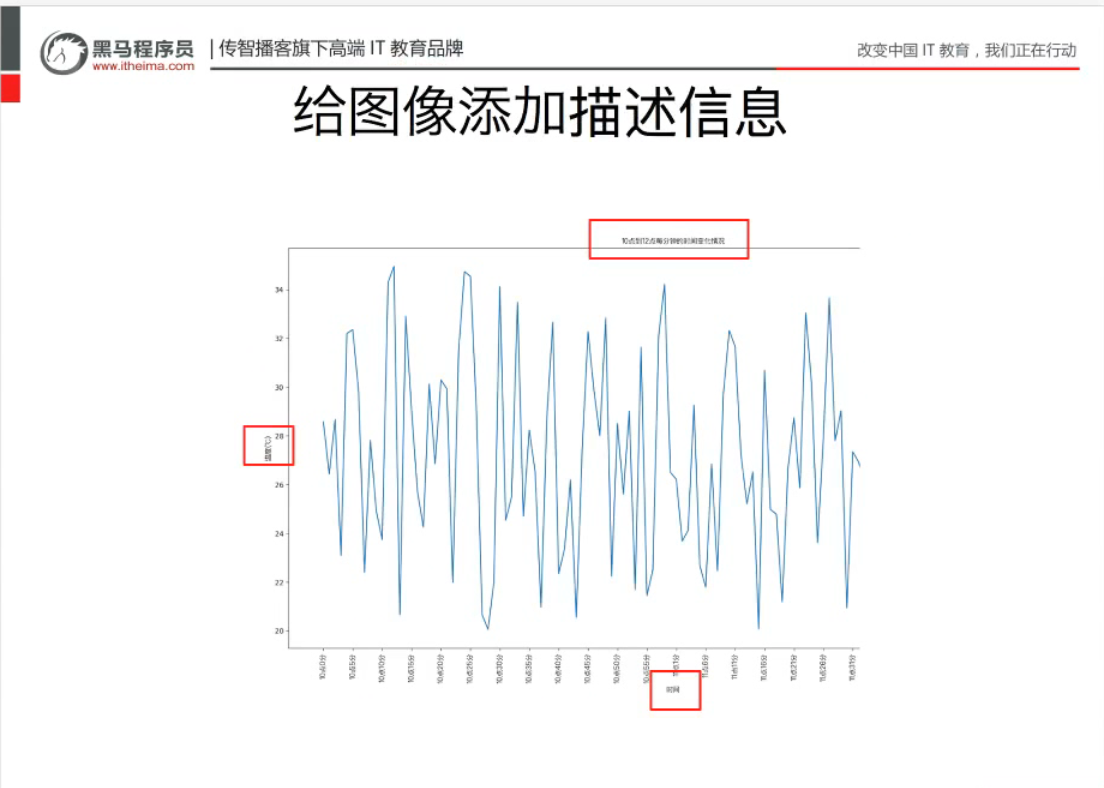 黑马程序员
www.itheima.com
|传智播客旗下高端 IT 教育品牌
改变中国 IT 教育，我们正在行动
给图像添加描述信息
10点到12点每分钟的时间变化情况
34
32
30
28
26
24
22
20
温度(℃)
10点0分
10点5分
10点10分
10点15分
10点20分
10点25分
10点30分
10点35分
10点40分
10点45分
10点50分
10点55分
11点1分
11点6分
11点11分
11点16分
11点21分
11点26分
11点31分
时间